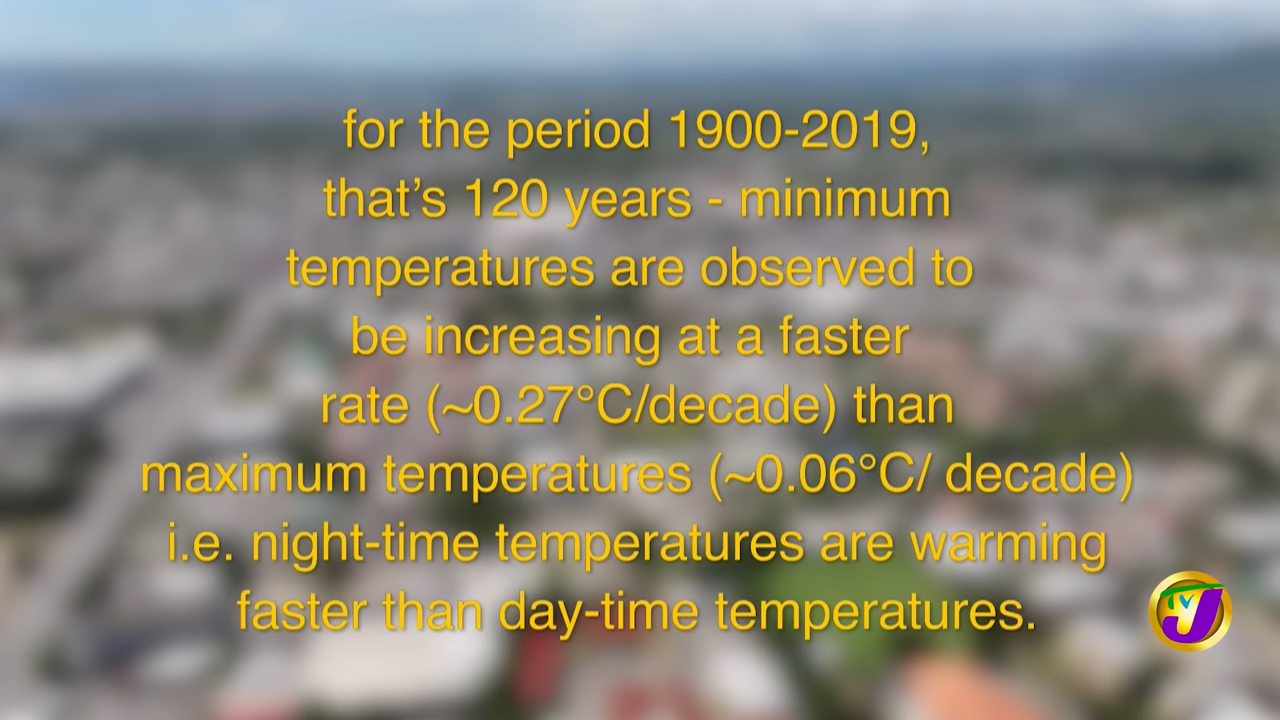 for the period 1900-2019,
that’s 120 years - minimum
temperatures are observed to
be increasing at a faster
rate (~0.27°C/decade) than
maximum temperatures (~0.06°C/ decade)
i.e. night-time temperatures are warming
faster than day-time temperatures.
TVJ